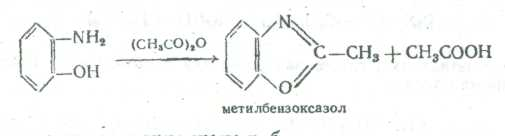 NH₂
OH
(CH₃CO)₂O
N
C
O
CH₃ + CH₃COOH
метилбензоксазол